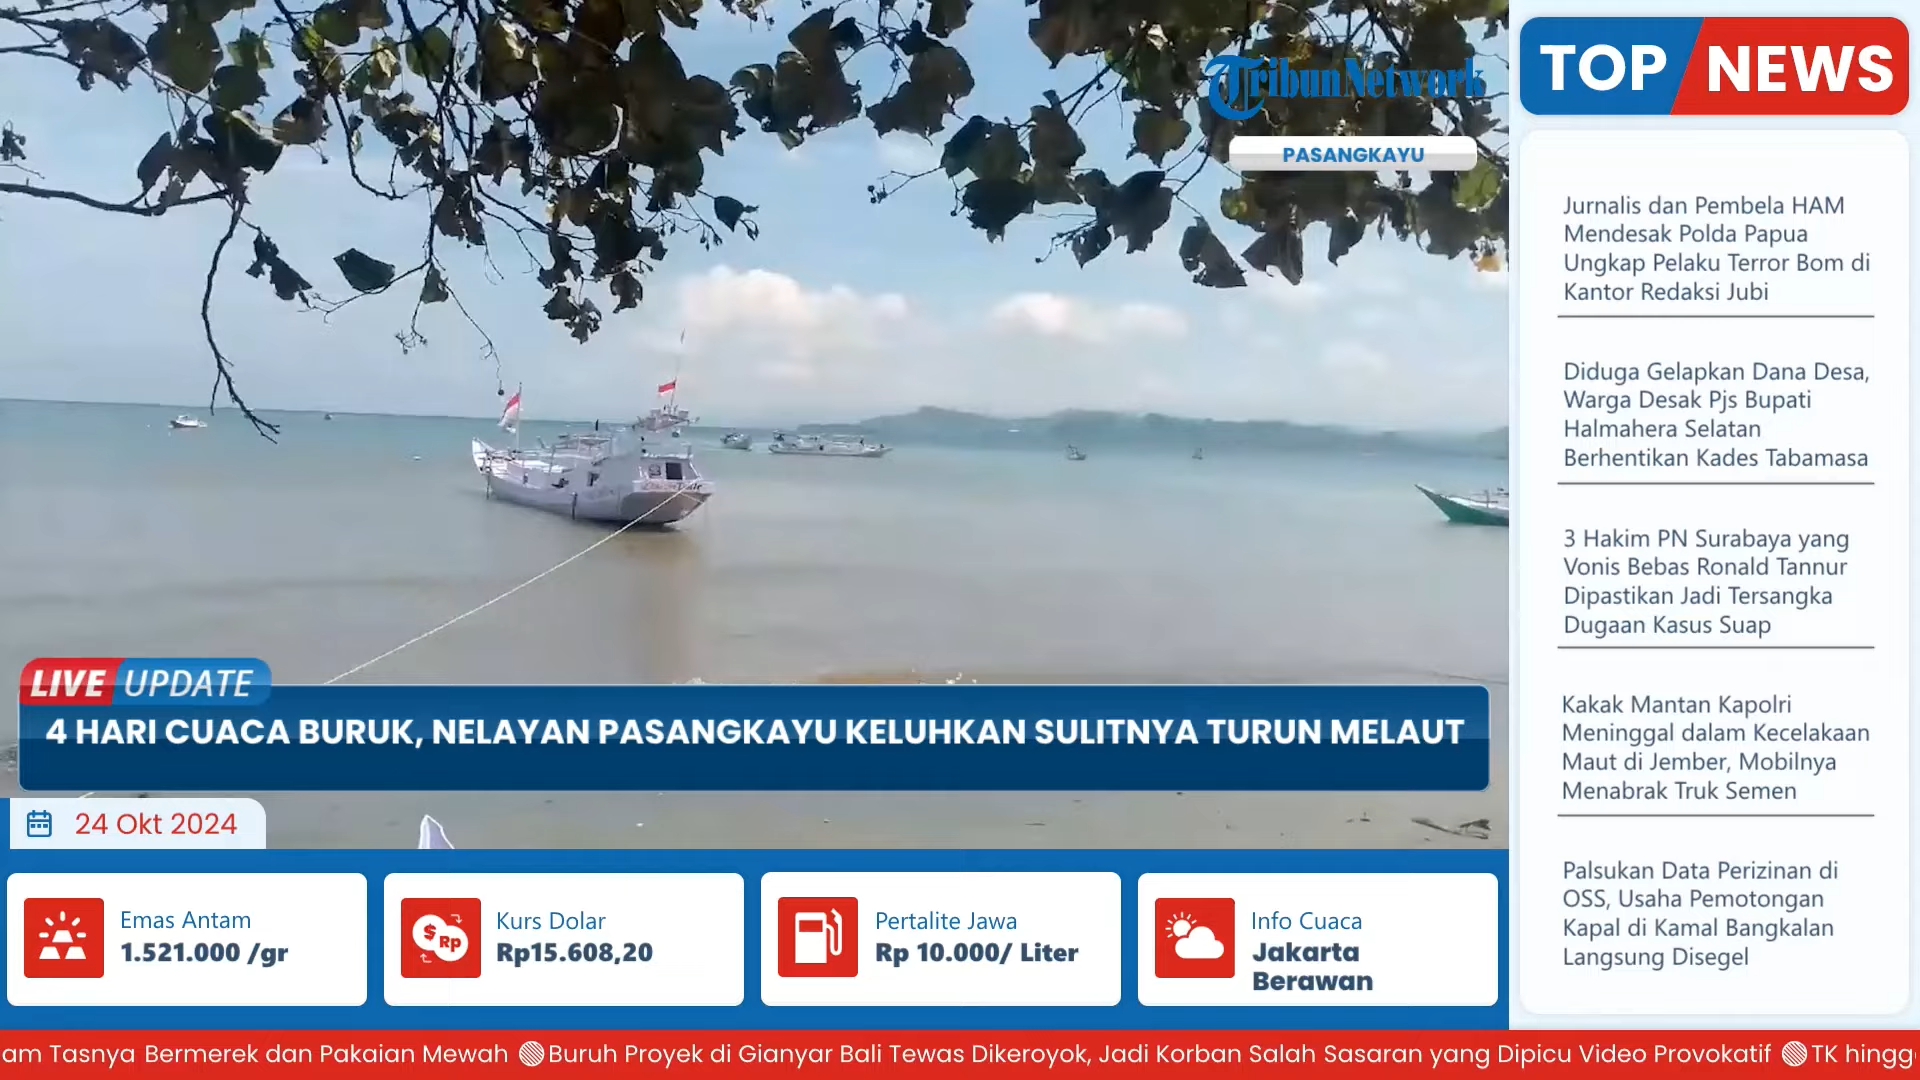 TribunNetwork
PASANGKAYU
TOP NEWS
Jurnalis dan Pembela HAM
Mendesak Polda Papua
Ungkap Pelaku Terror Bom di
Kantor Redaksi Jubi
Diduga Gelapkan Dana Desa,
Warga Desak Pjs Bupati
Halmahera Selatan
Berhentikan Kades Tabamasa
3 Hakim PN Surabaya yang
Vonis Bebas Ronald Tannur
Dipastikan Jadi Tersangka
Dugaan Kasus Suap
Kakak Mantan Kapolri
Meninggal dalam Kecelakaan
Maut di Jember, Mobilnya
Menabrak Truk Semen
Palsukan Data Perizinan di
OSS, Usaha Pemotongan
Kapal di Kamal Bangkalan
Langsung Disegel
LIVE UPDATE
4 HARI CUACA BURUK, NELAYAN PASANGKAYU KELUHKAN SULITNYA TURUN MELAUT
24 Okt 2024
Emas Antam
1.521.000 /gr
$ Rp
Kurs Dolar
Rp15.608,20
Pertalite Jawa
Rp 10.000/ Liter
Info Cuaca
Jakarta
Berawan
am Tasnya Bermerek dan Pakaian Mewah Buruh Proyek di Gianyar Bali Tewas Dikeroyok, Jadi Korban Salah Sasaran yang Dipicu Video Provokatif TK hingg